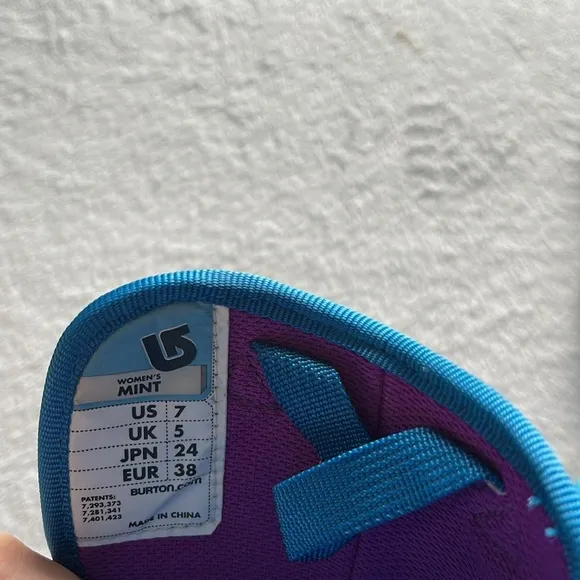 WOMEN'S
MINT
US 7
UK 5
JPN 24
EUR 38
BURTON.com
PATENTS:
7,293,373
7,281,341
7,401,423
MADE IN CHINA